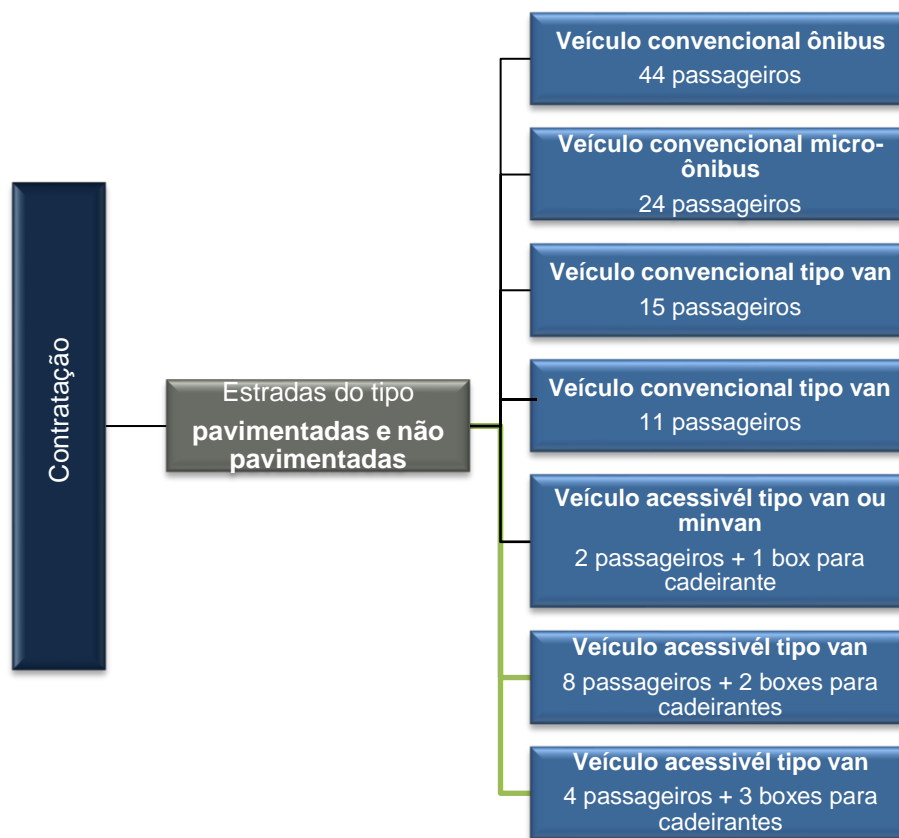 Contratação
Estradas do tipo
pavimentadas e não
pavimentadas
Veículo convencional ônibus
44 passageiros
Veículo convencional micro-
ônibus
24 passageiros
Veículo convencional tipo van
15 passageiros
Veículo convencional tipo van
11 passageiros
Veículo acessivél tipo van ou
minvan
2 passageiros + 1 box para
cadeirante
Veículo acessivél tipo van
8 passageiros + 2 boxes para
cadeirantes
Veículo acessivél tipo van
4 passageiros + 3 boxes para
cadeirantes